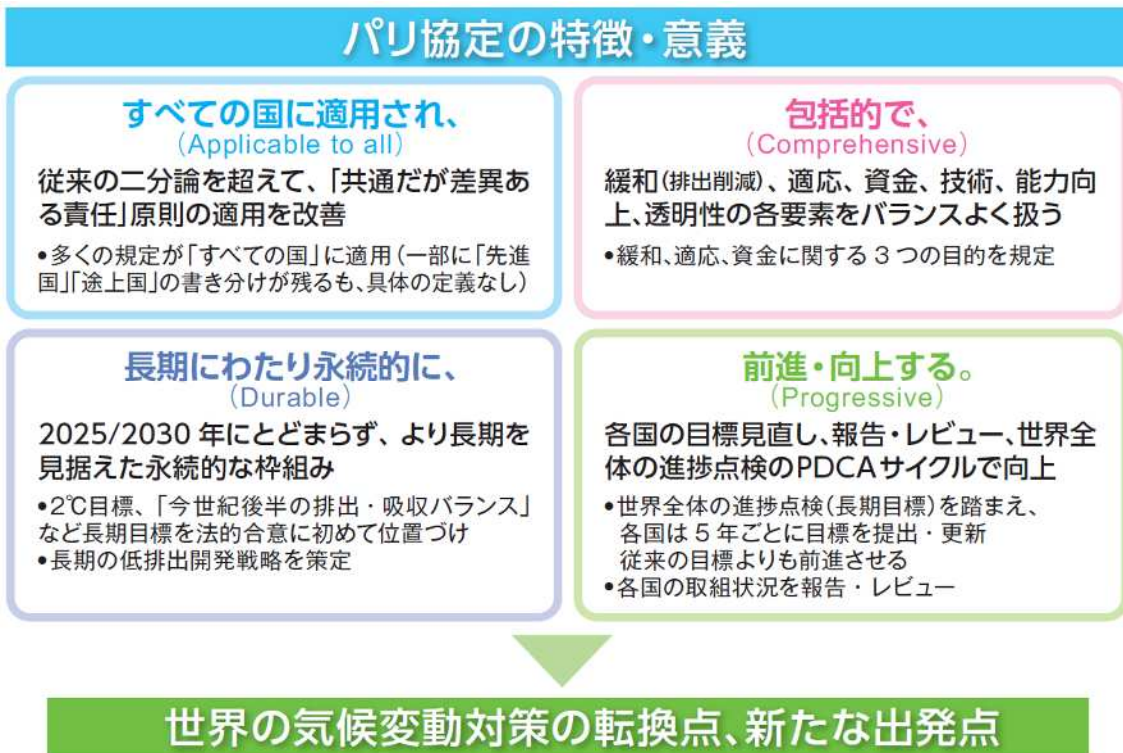 パリ協定の特徴・意義
すべての国に適用され、
(Applicable to all)
従来の二分論を超えて、「共通だが差異あ
る責任」原則の適用を改善
•多くの規定が「すべての国」に適用(一部に「先進
国」「途上国」の書き分けが残るも、具体の定義なし)
包括的で、
(Comprehensive)
緩和(排出削減)、適応、資金、技術、能力向
上、透明性の各要素をバランスよく扱う
•緩和、適応、資金に関する 3 つの目的を規定
長期にわたり永続的に、
(Durable)
2025/2030 年にとどまらず、より長期を
見据えた永続的な枠組み
•2℃目標、「今世紀後半の排出・吸収バランス」
など長期目標を法的合意に初めて位置づけ
•長期の低排出開発戦略を策定
前進・向上する。
(Progressive)
各国の目標見直し、報告・レビュー、世界全
体の進捗点検のPDCAサイクルで向上
•世界全体の進捗点検(長期目標)を踏まえ、
各国は 5 年ごとに目標を提出・更新
従来の目標よりも前進させる
•各国の取組状況を報告・レビュー
世界の気候変動対策の転換点、新たな出発点